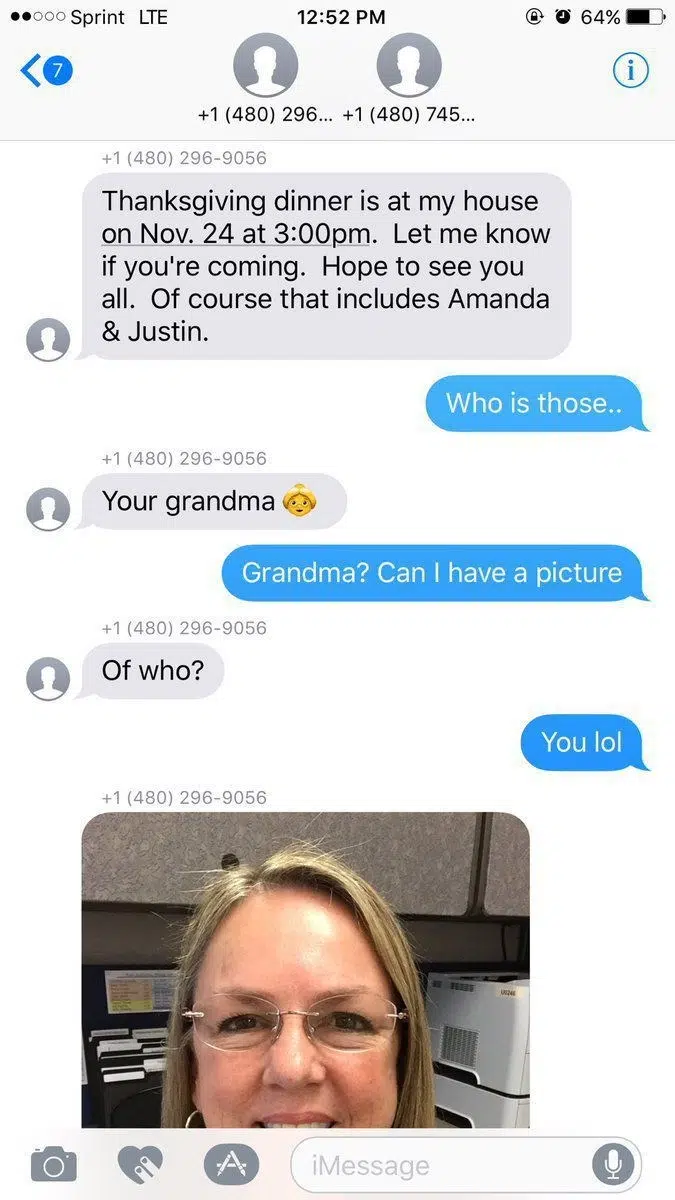 Sprint LTE 12:52 PM 64%
7
+1 (480) 296... +1 (480) 745...
+1 (480) 296-9056
Thanksgiving dinner is at my house
on Nov. 24 at 3:00pm. Let me know
if you're coming. Hope to see you
all. Of course that includes Amanda
& Justin.
Who is those..
+1 (480) 296-9056
Your grandma 👵
Grandma? Can I have a picture
+1 (480) 296-9056
Of who?
You lol
+1 (480) 296-9056
iMessage